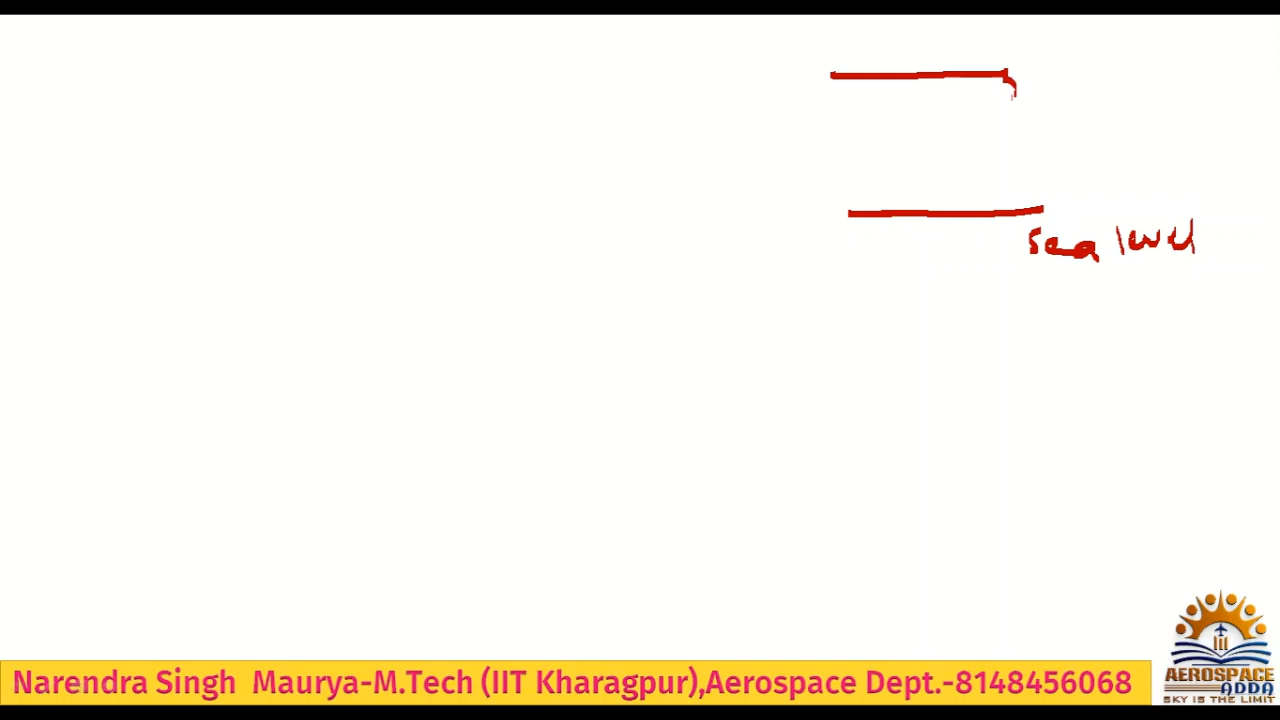 sea level
Narendra Singh Maurya-M.Tech (IIT Kharagpur),Aerospace Dept.-8148456068
AEROSPACE
ADDA
SKY IS THE LIMIT